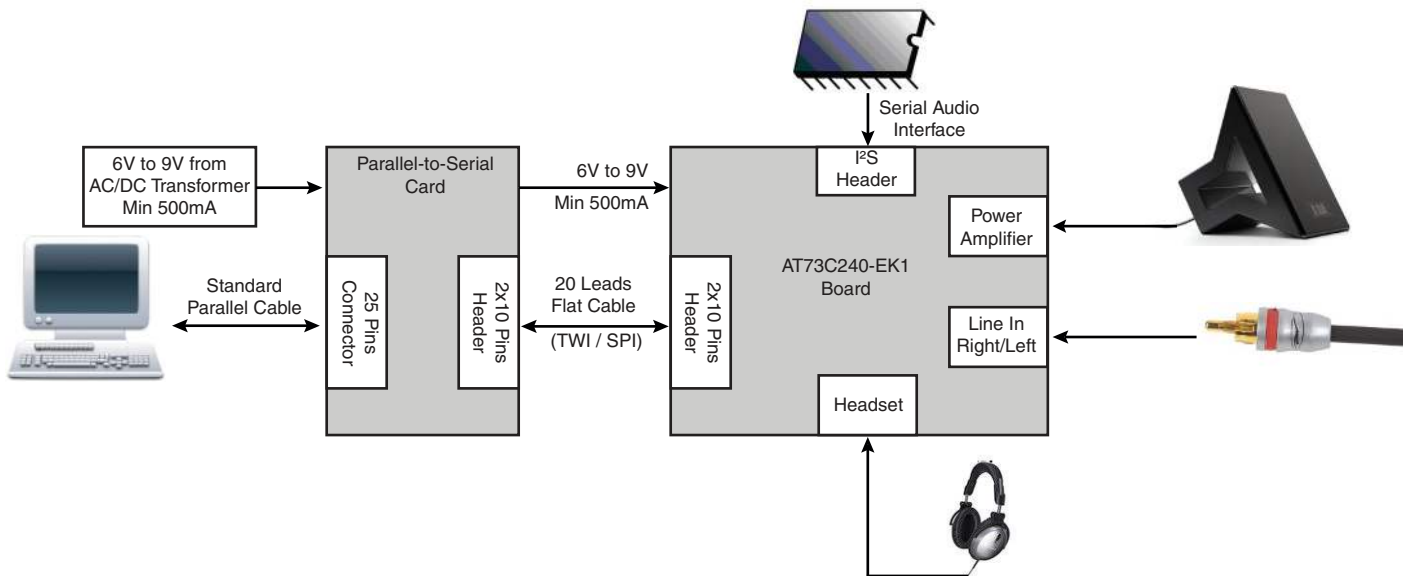 Serial Audio
Interface
6V to 9V from
AC/DC Transformer
Min 500mA
Parallel-to-Serial
Card
6V to 9V
Min 500mA
I²S
Header
Power
Amplifier
AT73C240-EK1
Board
Standard
Parallel Cable
25 Pins
Connector
2x10 Pins
Header
20 Leads
Flat Cable
(TWI / SPI)
2x10 Pins
Header
Line In
Right/Left
Headset